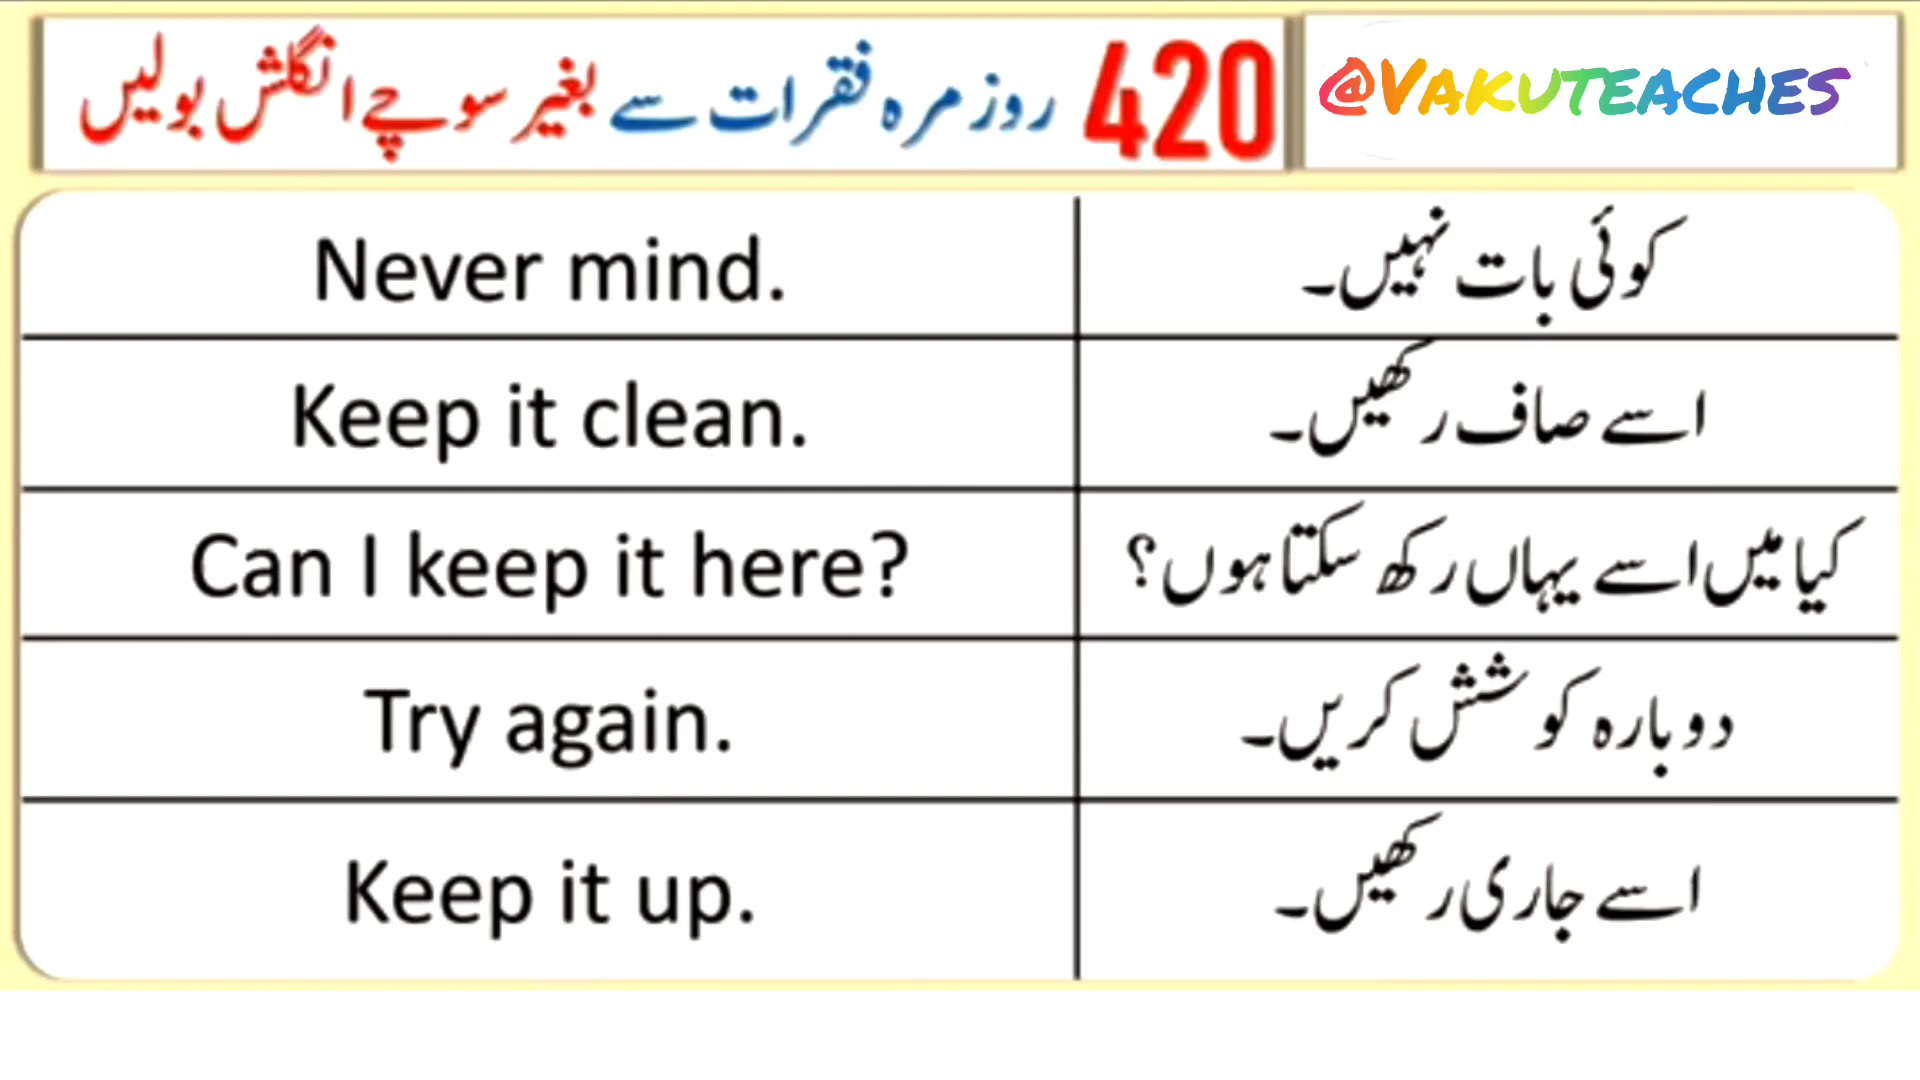 420 روزمرہ فقرات سے بغیر سوچے انگلش بولیں
@VAKUTEACHES
Never mind.
کوئی بات نہیں۔
Keep it clean.
اسے صاف رکھیں۔
Can I keep it here?
کیا میں اسے یہاں رکھ سکتا ہوں؟
Try again.
دوبارہ کوشش کریں۔
Keep it up.
اسے جاری رکھیں۔